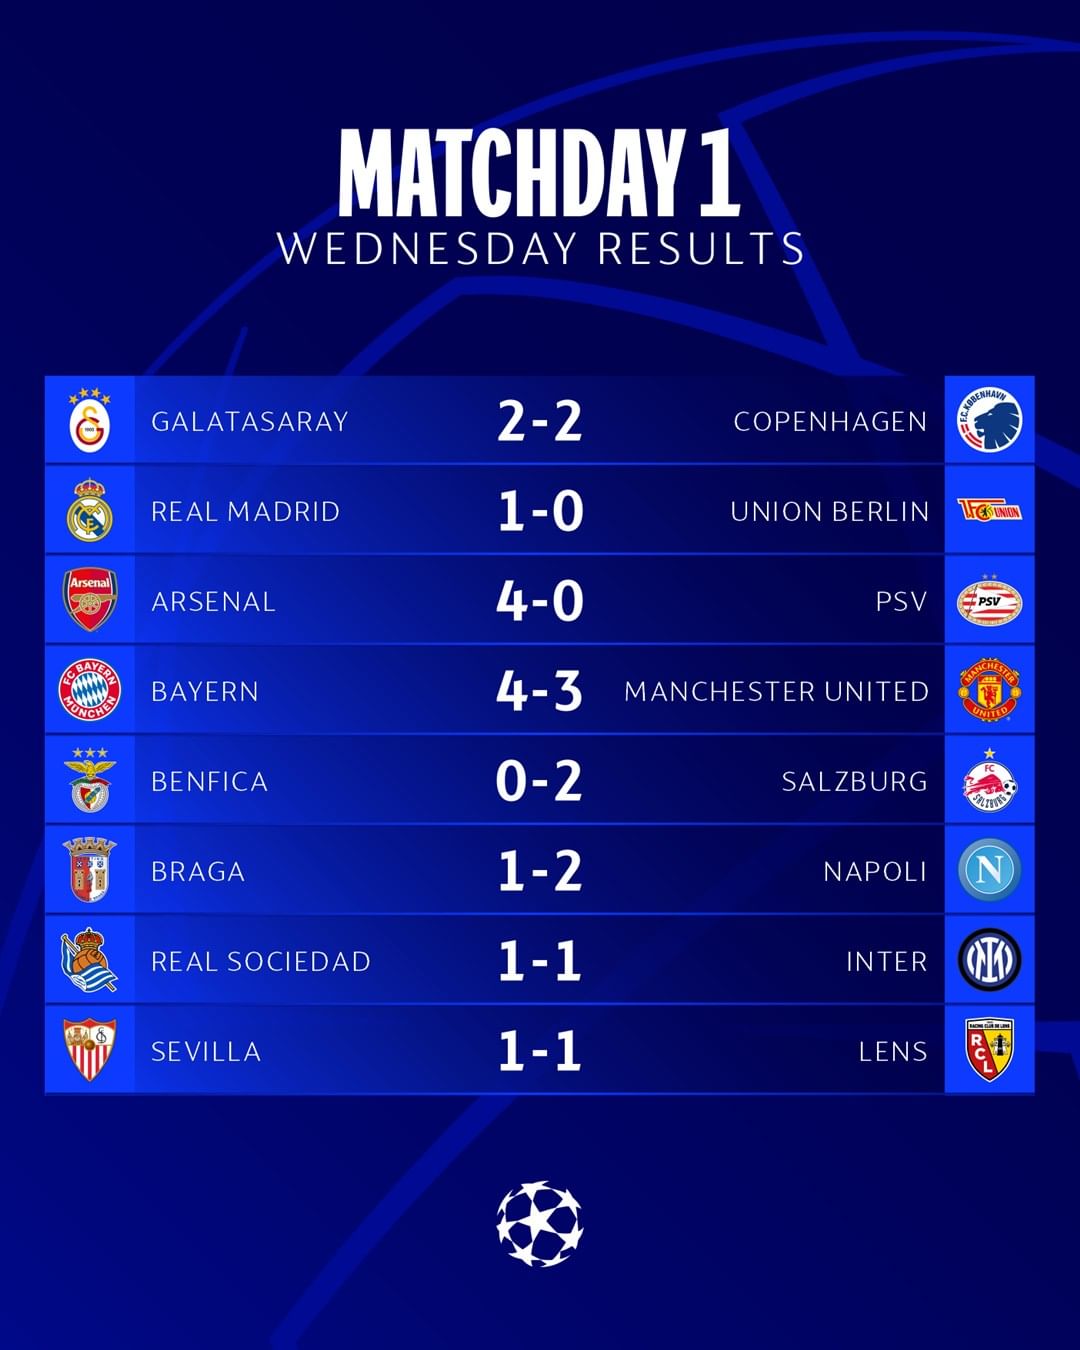 MATCHDAY 1
WEDNESDAY RESULTS
GALATASARAY 2-2 COPENHAGEN
F.C. KØBENHAVN
REAL MADRID 1-0 UNION BERLIN
1.FC UNION
Arsenal
ARSENAL 4-0 PSV
PSV
FC BAYERN MÜNCHEN
BAYERN 4-3 MANCHESTER UNITED
MANCHESTER UNITED
BENFICA 0-2 SALZBURG
FC SALZBURG
BRAGA 1-2 NAPOLI
N
REAL SOCIEDAD 1-1 INTER
SEVILLA 1-1 LENS
RACING CLUB DE LENS
RCL